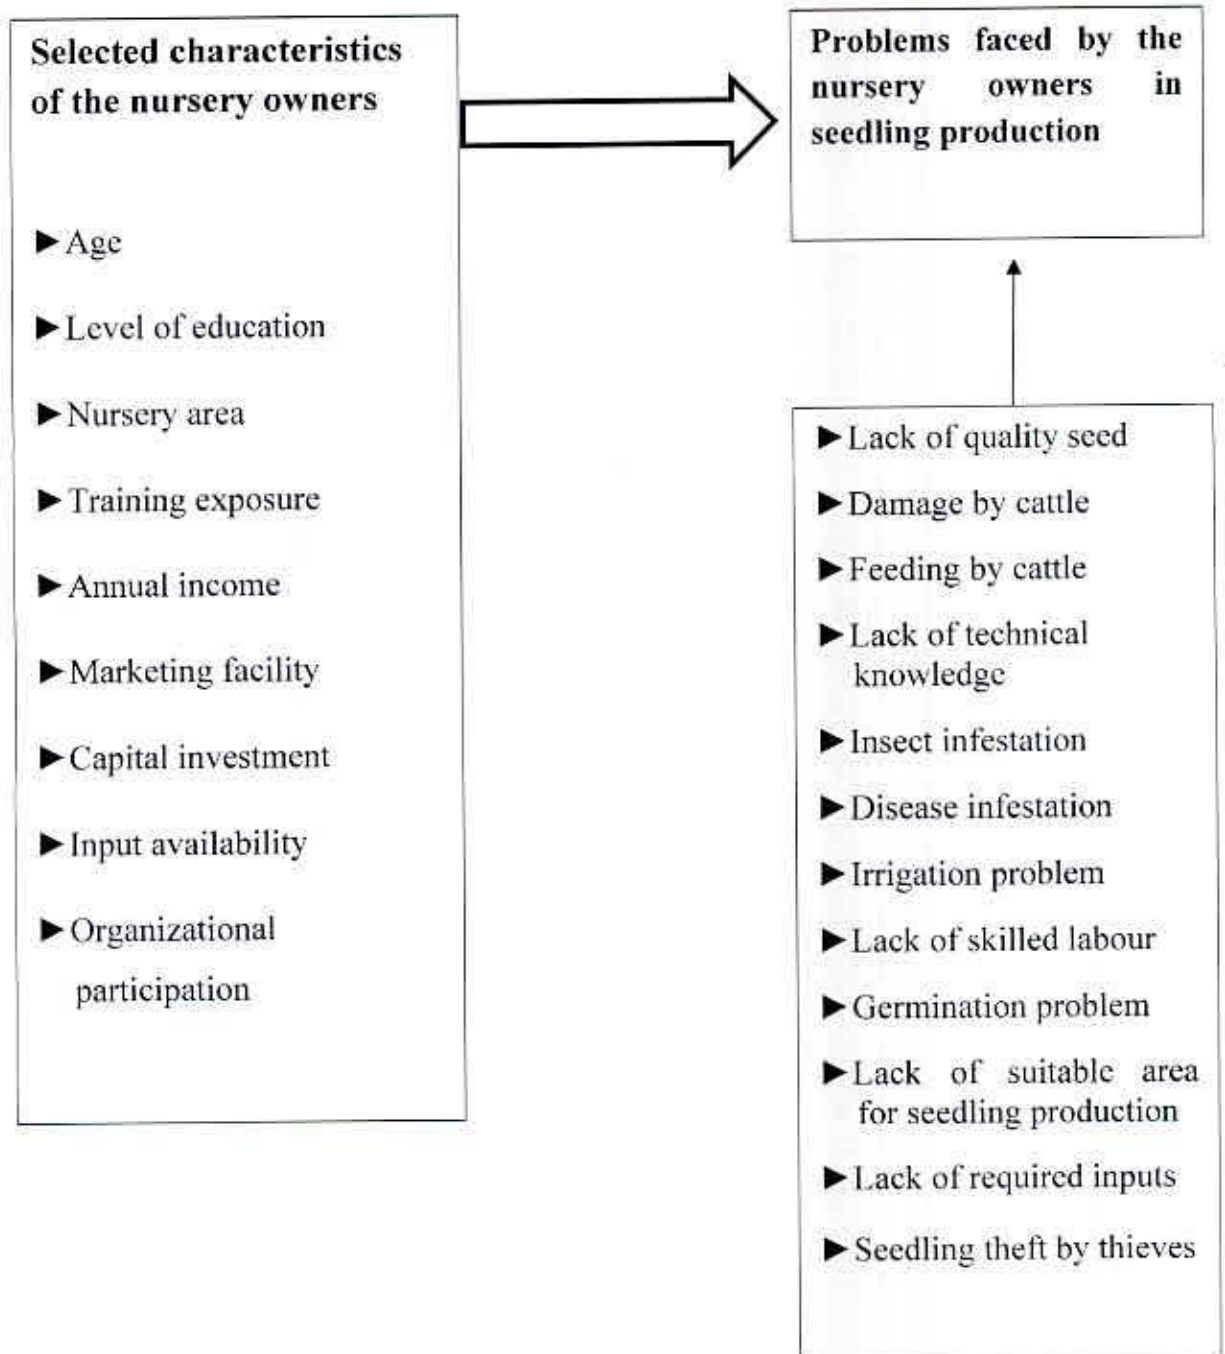 Selected characteristics
of the nursery owners
► Age
► Level of education
► Nursery area
► Training exposure
► Annual income
► Marketing facility
► Capital investment
► Input availability
► Organizational
participation
Problems faced by the
nursery owners in
seedling production
► Lack of quality seed
► Damage by cattle
► Feeding by cattle
► Lack of technical
knowledge
► Insect infestation
► Disease infestation
► Irrigation problem
► Lack of skilled labour
► Germination problem
► Lack of suitable area
for seedling production
► Lack of required inputs
► Seedling theft by thieves